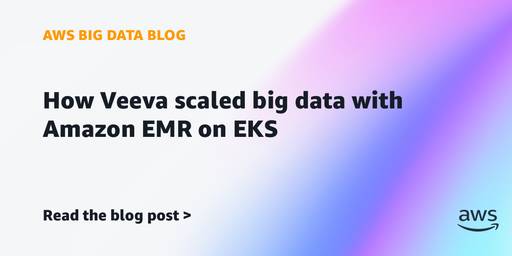 AWS BIG DATA BLOG
How Veeva scaled big data with
Amazon EMR on EKS
Read the blog post >
aws